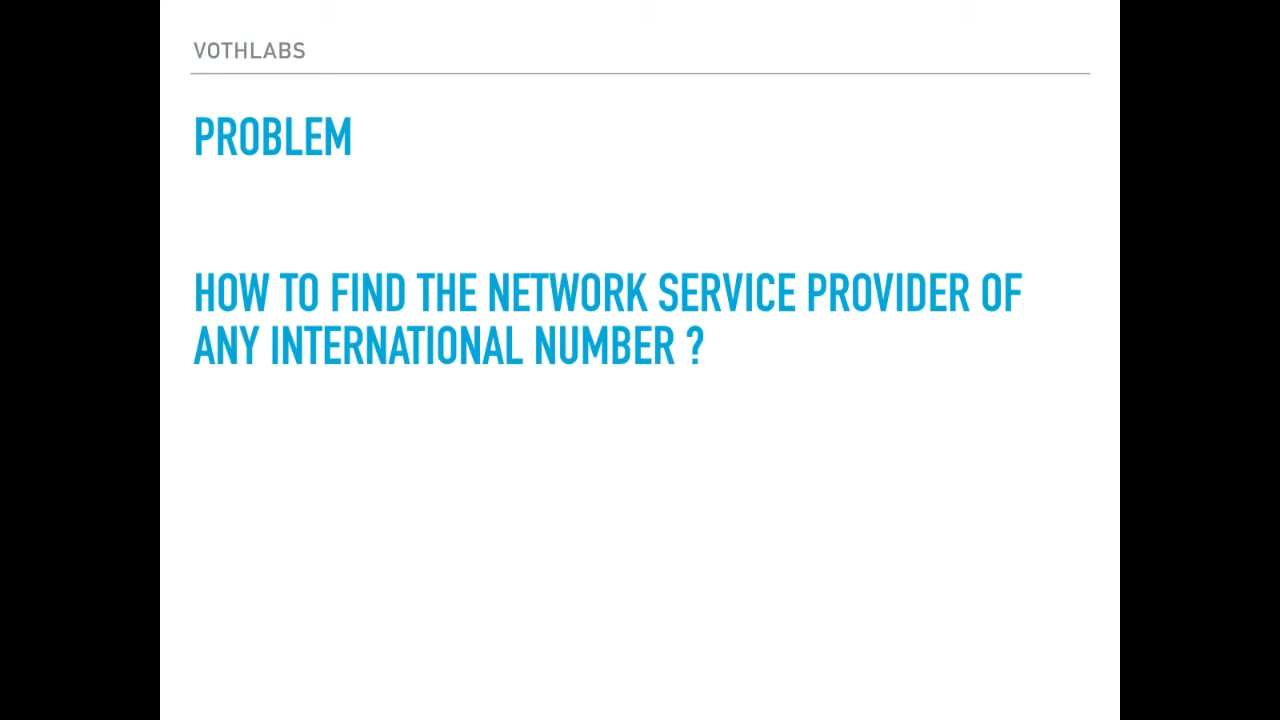 VOTHLABS
PROBLEM
HOW TO FIND THE NETWORK SERVICE PROVIDER OF
ANY INTERNATIONAL NUMBER ?